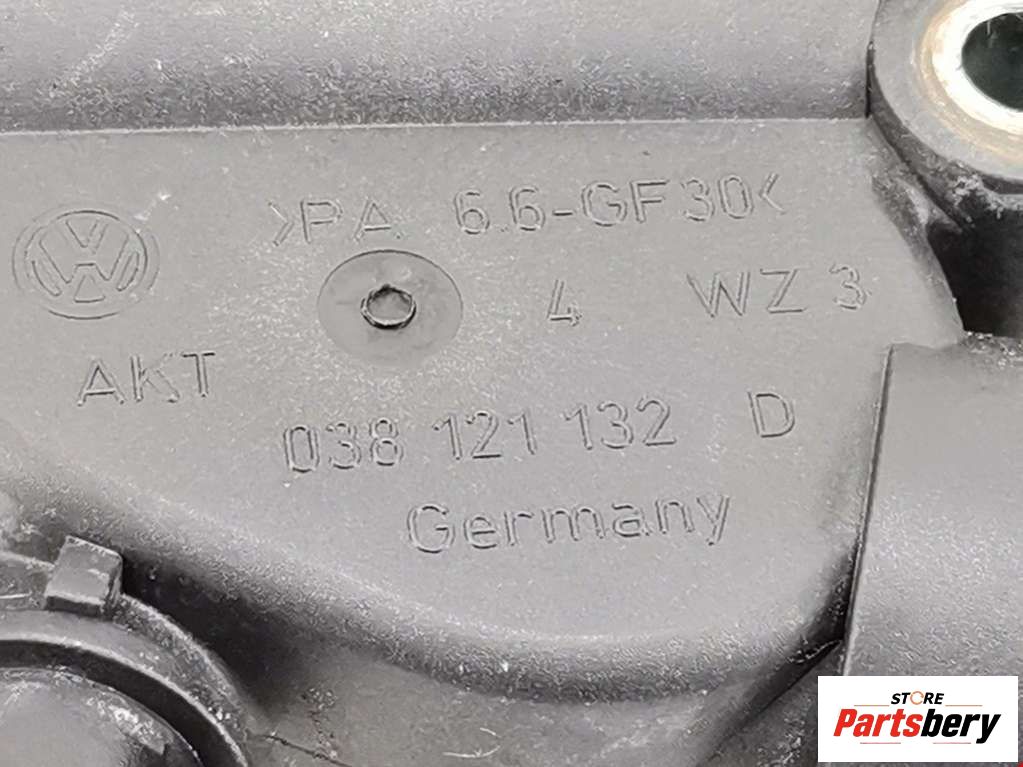 >PA 6.6-GF30<
4 WZ 3
AKT
038 121 132 D
Germany
STORE
Partsbery